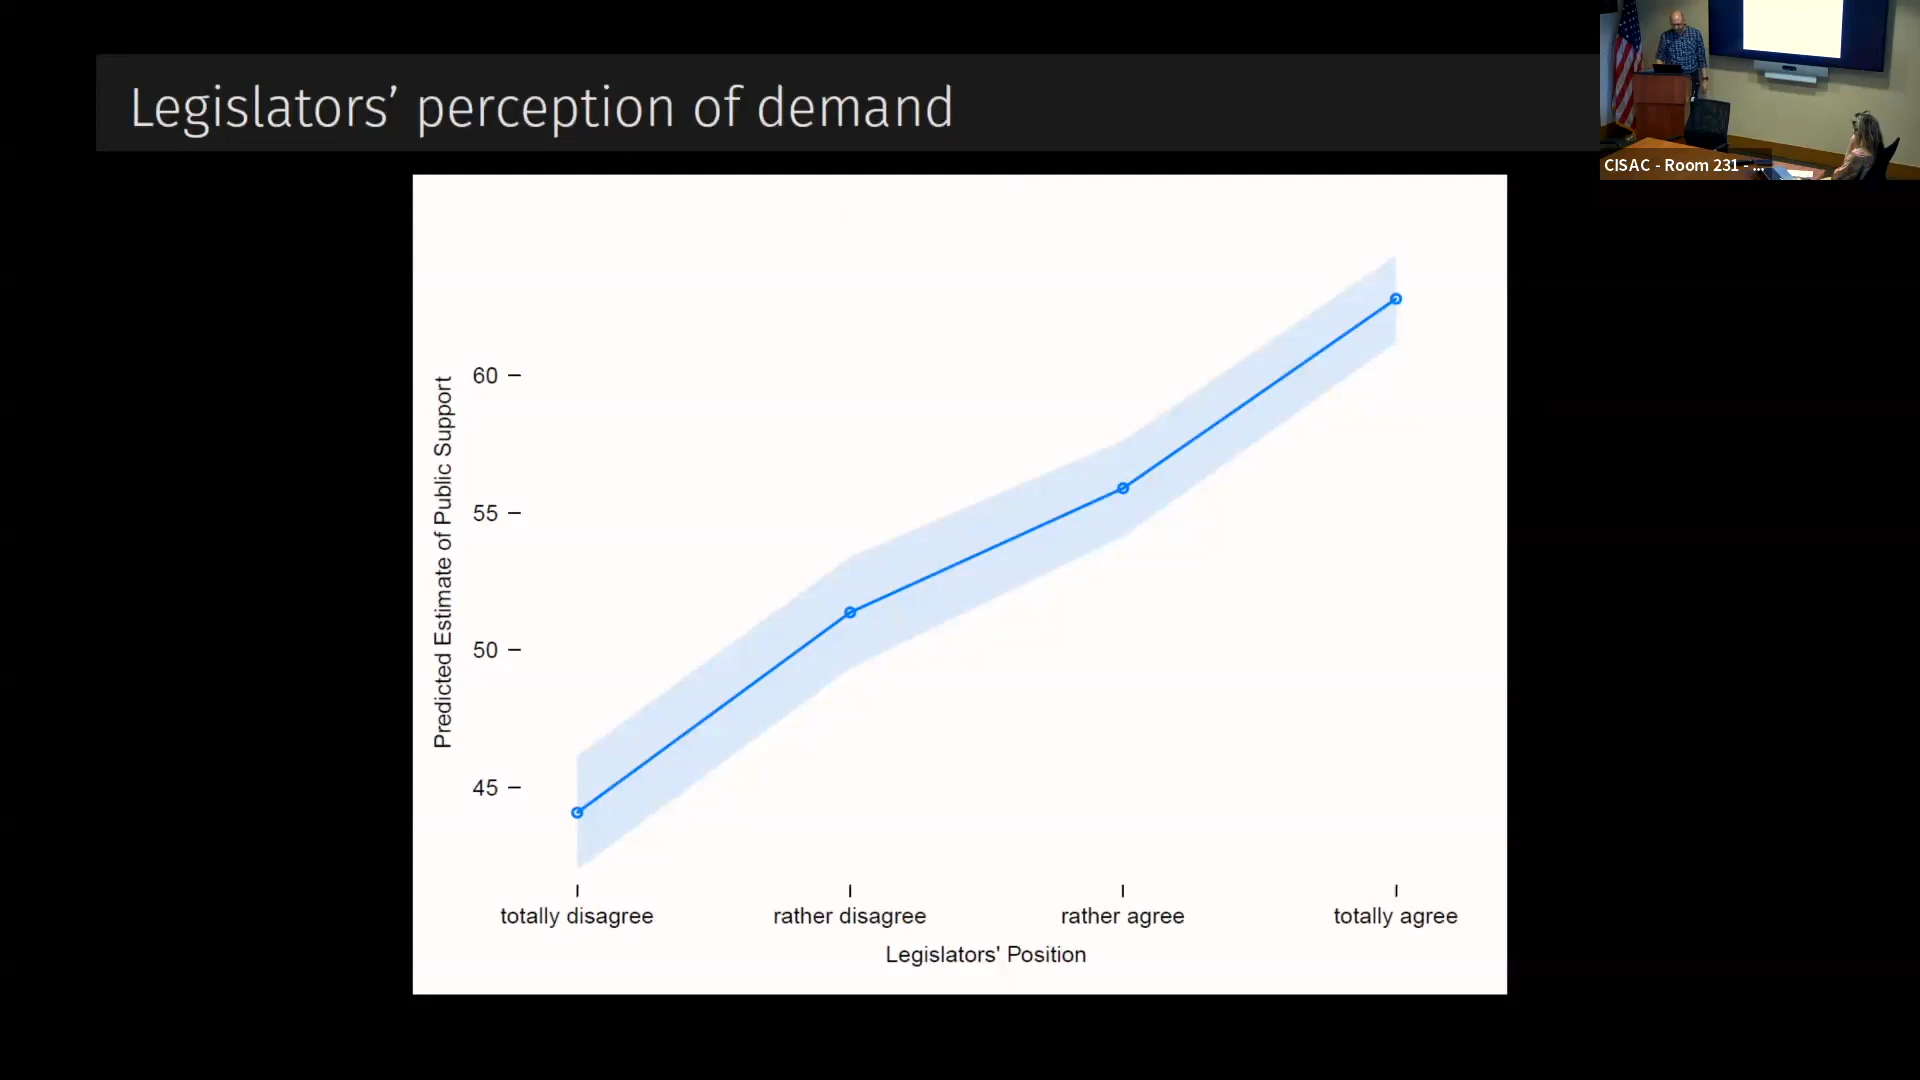 Legislators’ perception of demand
CISAC - Room 231 - ...
Predicted Estimate of Public Support
60
55
50
45
totally disagree
rather disagree
rather agree
totally agree
Legislators' Position